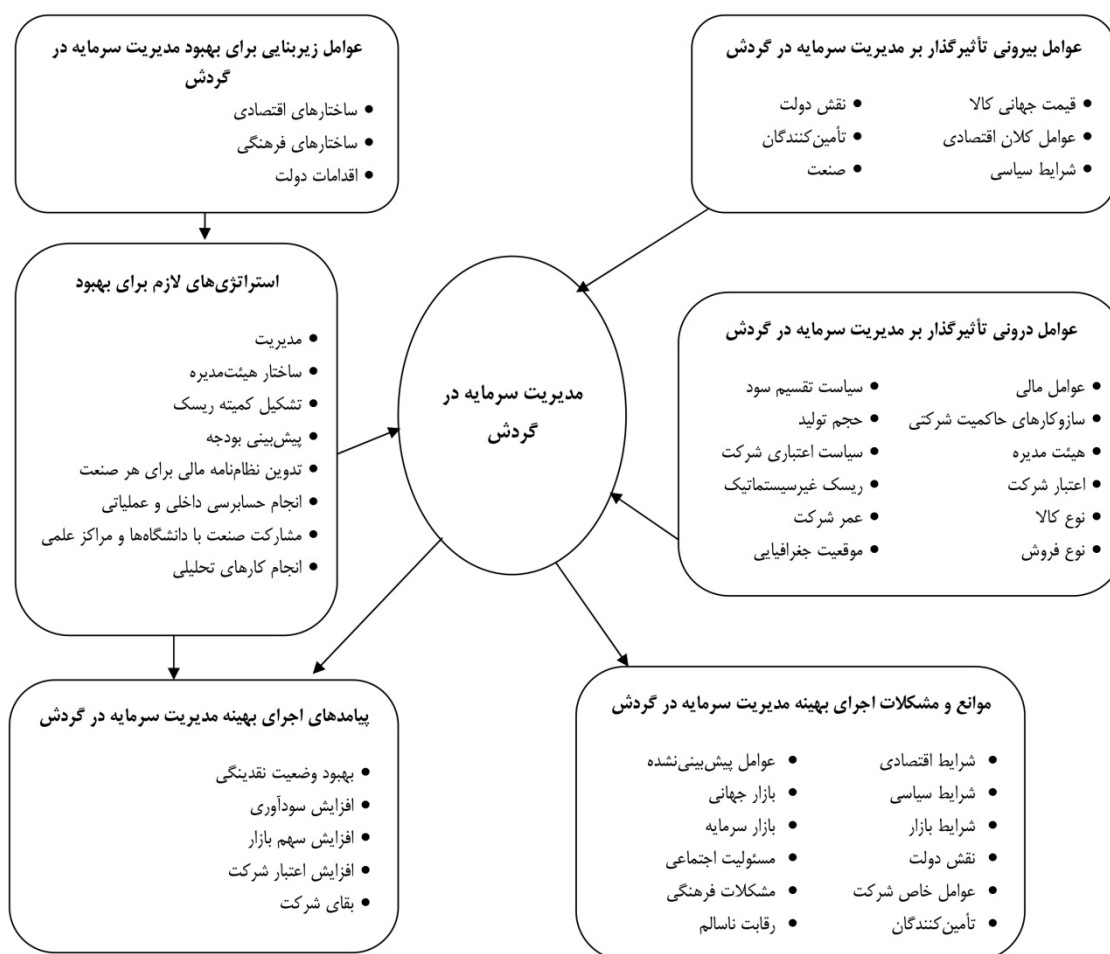 عوامل بیرونی تأثیرگذار بر مدیریت سرمایه در گردش
• قیمت جهانی کالا
• عوامل کلان اقتصادی
• شرایط سیاسی
• نقش دولت
• تأمین‌کنندگان
• صنعت
عوامل زیربنایی برای بهبود مدیریت سرمایه در
گردش
• ساختارهای اقتصادی
• ساختارهای فرهنگی
• اقدامات دولت
عوامل درونی تأثیرگذار بر مدیریت سرمایه در گردش
• عوامل مالی
• سازوکارهای حاکمیت شرکتی
• هیئت مدیره
• اعتبار شرکت
• نوع کالا
• نوع فروش
• سیاست تقسیم سود
• حجم تولید
• سیاست اعتباری شرکت
• ریسک غیرسیستماتیک
• عمر شرکت
• موقعیت جغرافیایی
مدیریت سرمایه در
گردش
استراتژی‌های لازم برای بهبود
• مدیریت
• ساختار هیئت‌مدیره
• تشکیل کمیته ریسک
• پیش‌بینی بودجه
• تدوین نظام‌نامه مالی برای هر صنعت
• انجام حسابرسی داخلی و عملیاتی
• مشارکت صنعت با دانشگاه‌ها و مراکز علمی
• انجام کارهای تحلیلی
موانع و مشکلات اجرای بهینه مدیریت سرمایه در گردش
• شرایط اقتصادی
• شرایط سیاسی
• شرایط بازار
• نقش دولت
• عوامل خاص شرکت
• تأمین‌کنندگان
• عوامل پیش‌بینی‌نشده
• بازار جهانی
• بازار سرمایه
• مسئولیت اجتماعی
• مشکلات فرهنگی
• رقابت ناسالم
پیامدهای اجرای بهینه مدیریت سرمایه در گردش
• بهبود وضعیت نقدینگی
• افزایش سودآوری
• افزایش سهم بازار
• افزایش اعتبار شرکت
• بقای شرکت